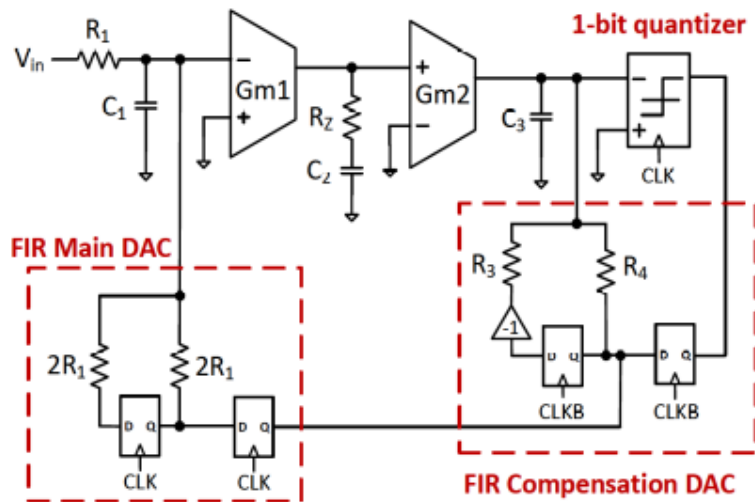 1-bit quantizer
R1
Vin
C1
-
+
Gm1
RZ
C2
+
-
Gm2
C3
-
+
CLK
FIR Main DAC
2R1
2R1
D Q
D Q
CLK
CLK
R3
R4
-1
Q
D Q
CLKB
CLKB
FIR Compensation DAC